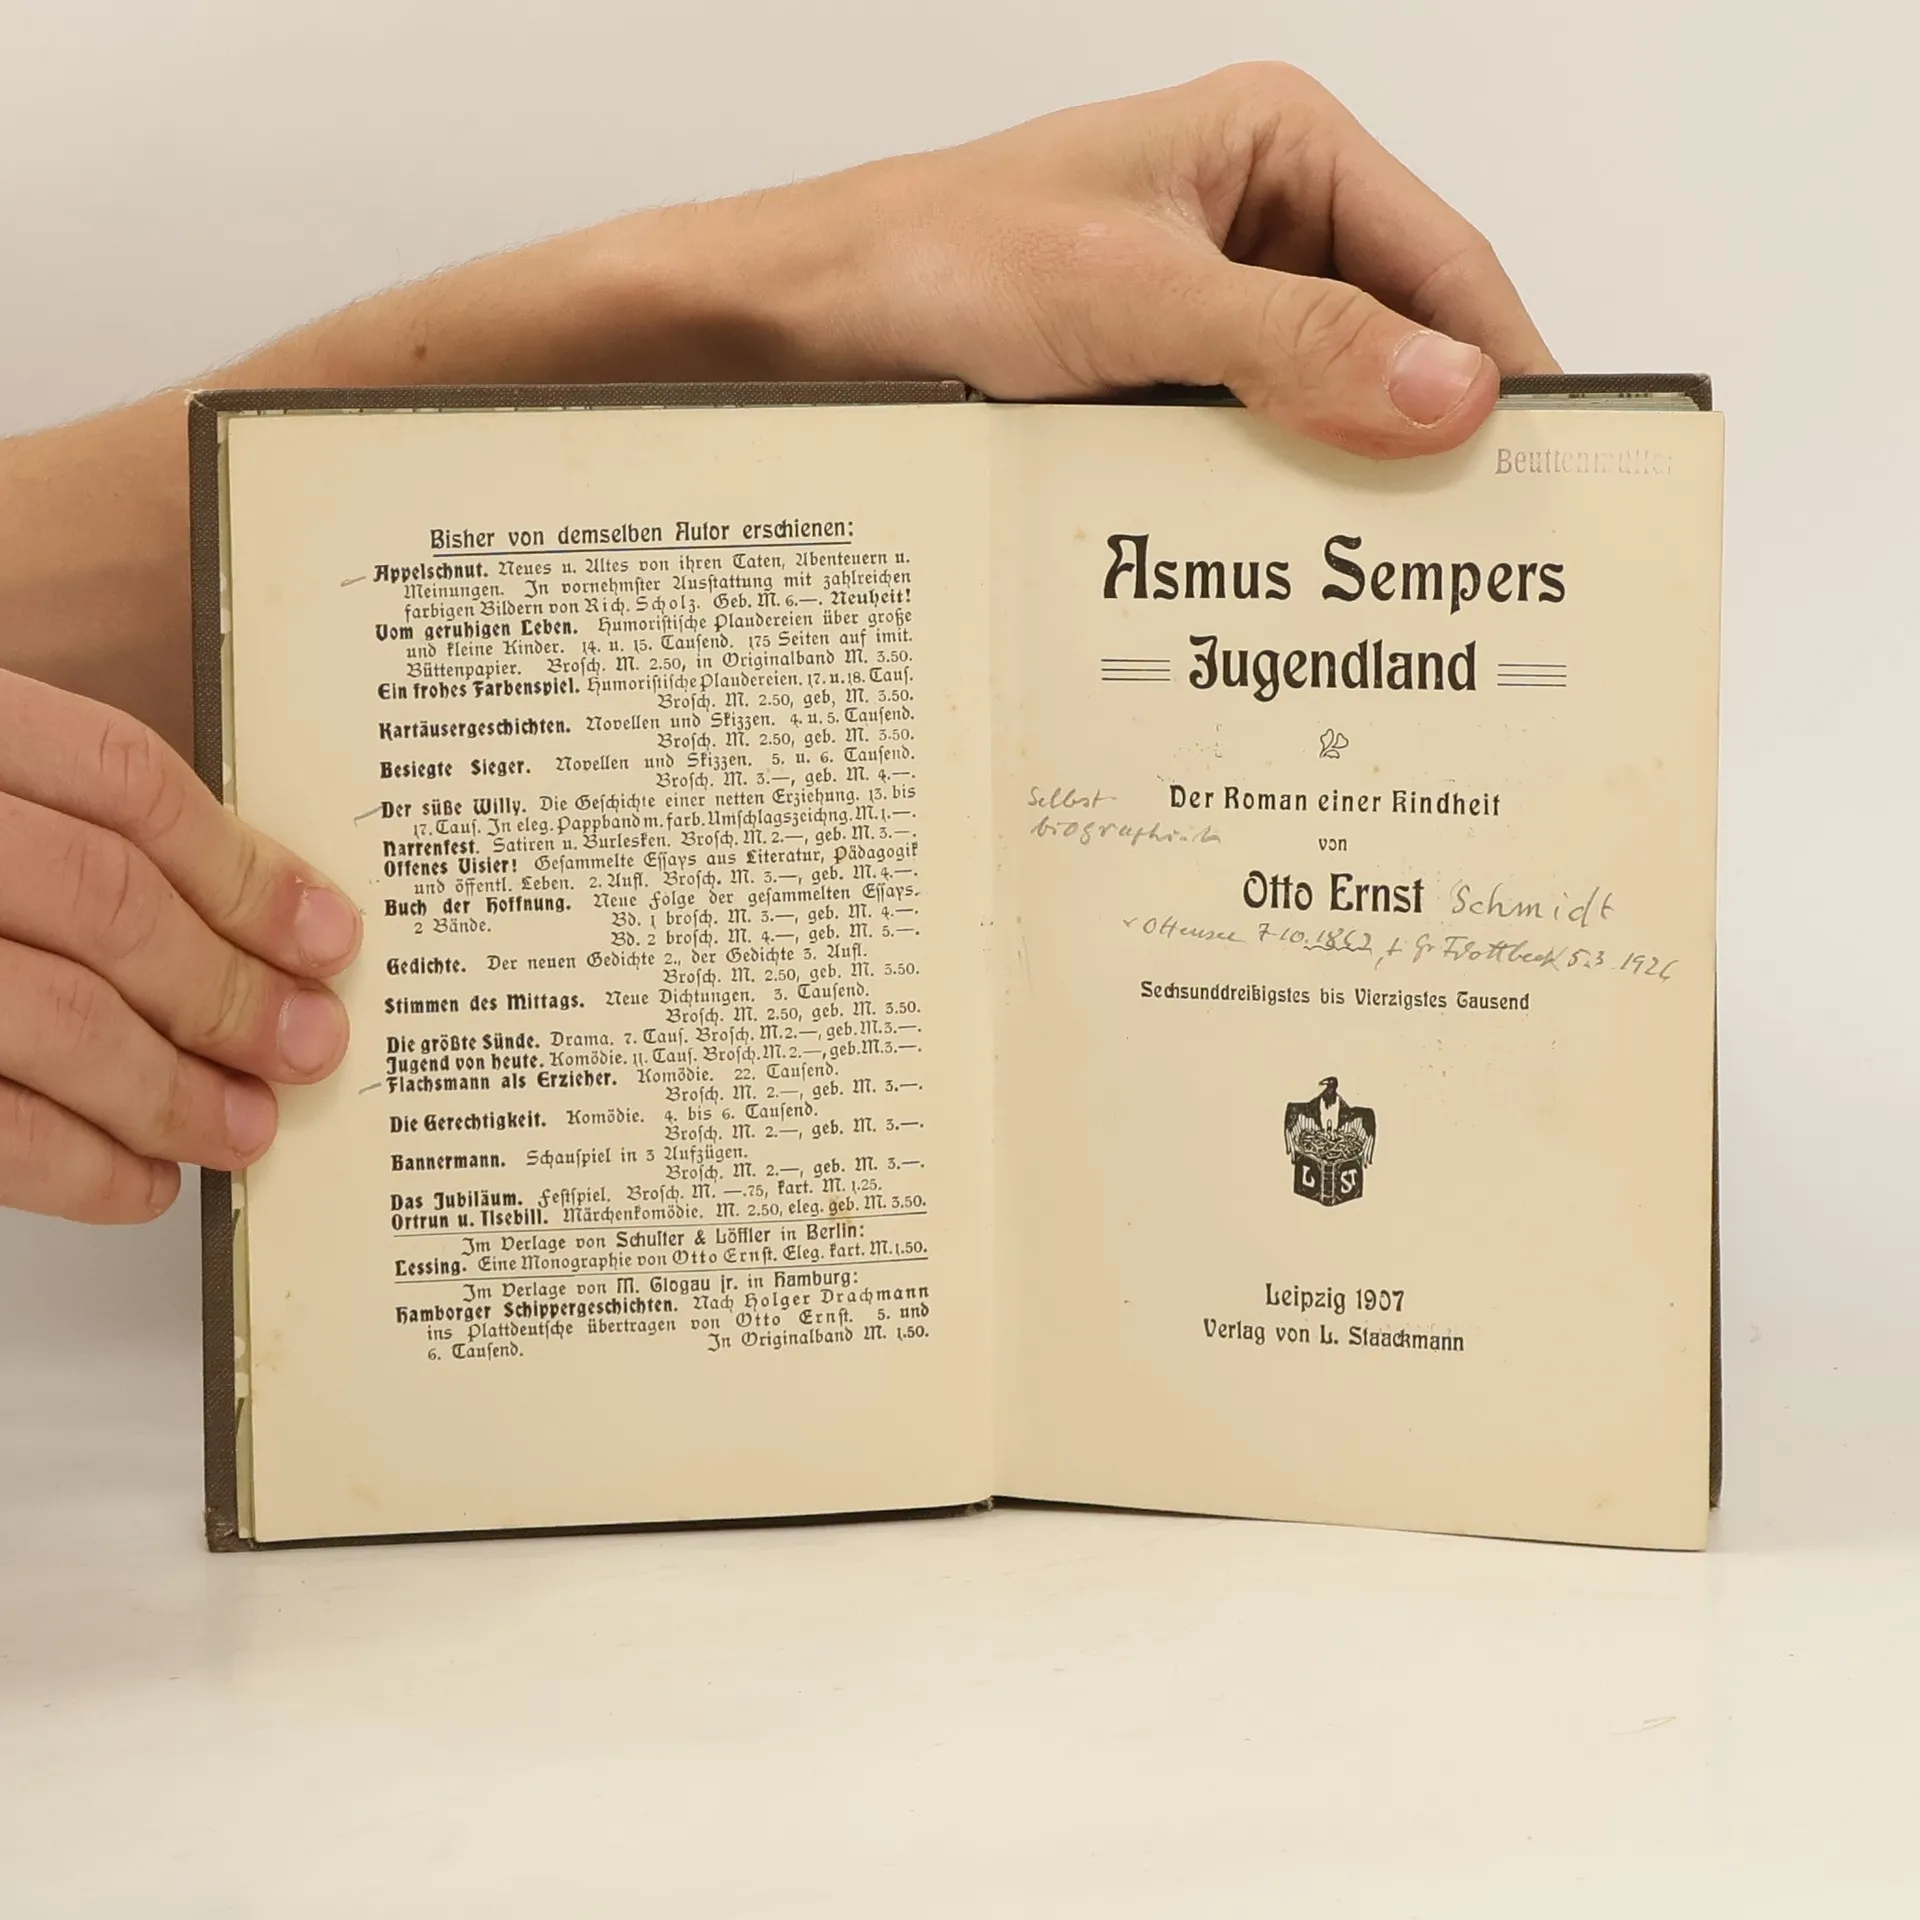 Bisher von demselben Autor erschienen:
Appelschnut. Neues u. Altes von ihren Taten, Abenteuern u.
Meinungen. In vornehmster Ausstattung mit zahlreichen
farbigen Bildern von Rich. Scholz. Geb. M. 6.—. Neuheit!
Vom geruhigen Leben. Humoristische Plaudereien über große
und kleine Kinder. 14. u. 15. Tausend. 175 Seiten auf imit.
Büttenpapier. Brosch. M. 2.50, in Originalband M. 3.50.
Ein frohes Farbenspiel. Humoristische Plaudereien. 17. u. 18. Taus.
Brosch. M. 2.50, geb, M. 3.50.
Kartäusergeschichten. Novellen und Skizzen. 4. u. 5. Tausend.
Brosch. M. 2.50, geb. M. 3.50.
Besiegte Sieger. Novellen und Skizzen. 5. u. 6. Tausend.
Brosch. M. 3.—, geb. M. 4.—.
Der süße Willy. Die Geschichte einer netten Erziehung. 13. bis
17. Taus. In eleg. Pappband m. farb. Umschlagszeichng. M. 1.—.
Narrenfest. Satiren u. Burlesken. Brosch. M. 2.—, geb. M. 3.—.
Offenes Visier! Gesammelte Essays aus Literatur, Pädagogik
und öffentl. Leben. 2. Aufl. Brosch. M. 3.—, geb. M. 4.—.
Buch der Hoffnung. Neue Folge der gesammelten Essays.
2 Bände. Bd. 1 brosch. M. 3.—, geb. M. 4.—.
Bd. 2 brosch. M. 4.—, geb. M. 5.—.
Gedichte. Der neuen Gedichte 2., der Gedichte 3. Aufl.
Brosch. M. 2.50, geb. M. 3.50.
Stimmen des Mittags. Neue Dichtungen. 3. Tausend.
Brosch. M. 2.50, geb. M. 3.50.
Die größte Sünde. Drama. 7. Taus. Brosch. M. 2.—, geb. M. 3.—.
Jugend von heute. Komödie. 11. Taus. Brosch. M. 2.—, geb. M. 3.—.
Flachsmann als Erzieher. Komödie. 22. Tausend.
Brosch. M. 2.—, geb. M. 3.—.
Die Gerechtigkeit. Komödie. 4. bis 6. Tausend.
Brosch. M. 2.—, geb. M. 3.—.
Bannermann. Schauspiel in 3 Aufzügen.
Brosch. M. 2.—, geb. M. 3.—.
Das Jubiläum. Festspiel. Brosch. M. —.75, kart. M. 1.25.
Ortrun u. Ilsebill. Märchenkomödie. M. 2.50, eleg. geb. M. 3.50.
Im Verlage von Schuster & Löffler in Berlin:
Lessing. Eine Monographie von Otto Ernst. Eleg. kart. M. 1.50.
Im Verlage von M. Glogau jr. in Hamburg:
Hamborger Schippergeschichten. Nach Holger Drachmann
ins Plattdeutsche übertragen von Otto Ernst. 5. und
6. Tausend. In Originalband M. 1.50.
Beuttenmüller
Asmus Sempers
Jugendland
Der Roman einer Kindheit
Selbst-
von
Otto Ernst Schmidt
Ottensen 7.10.1862, † Gr Flottbeck 5.3.1926
Sechsunddreißigstes bis Vierzigstes Tausend
L ST
Leipzig 1907
Verlag von L. Staackmann